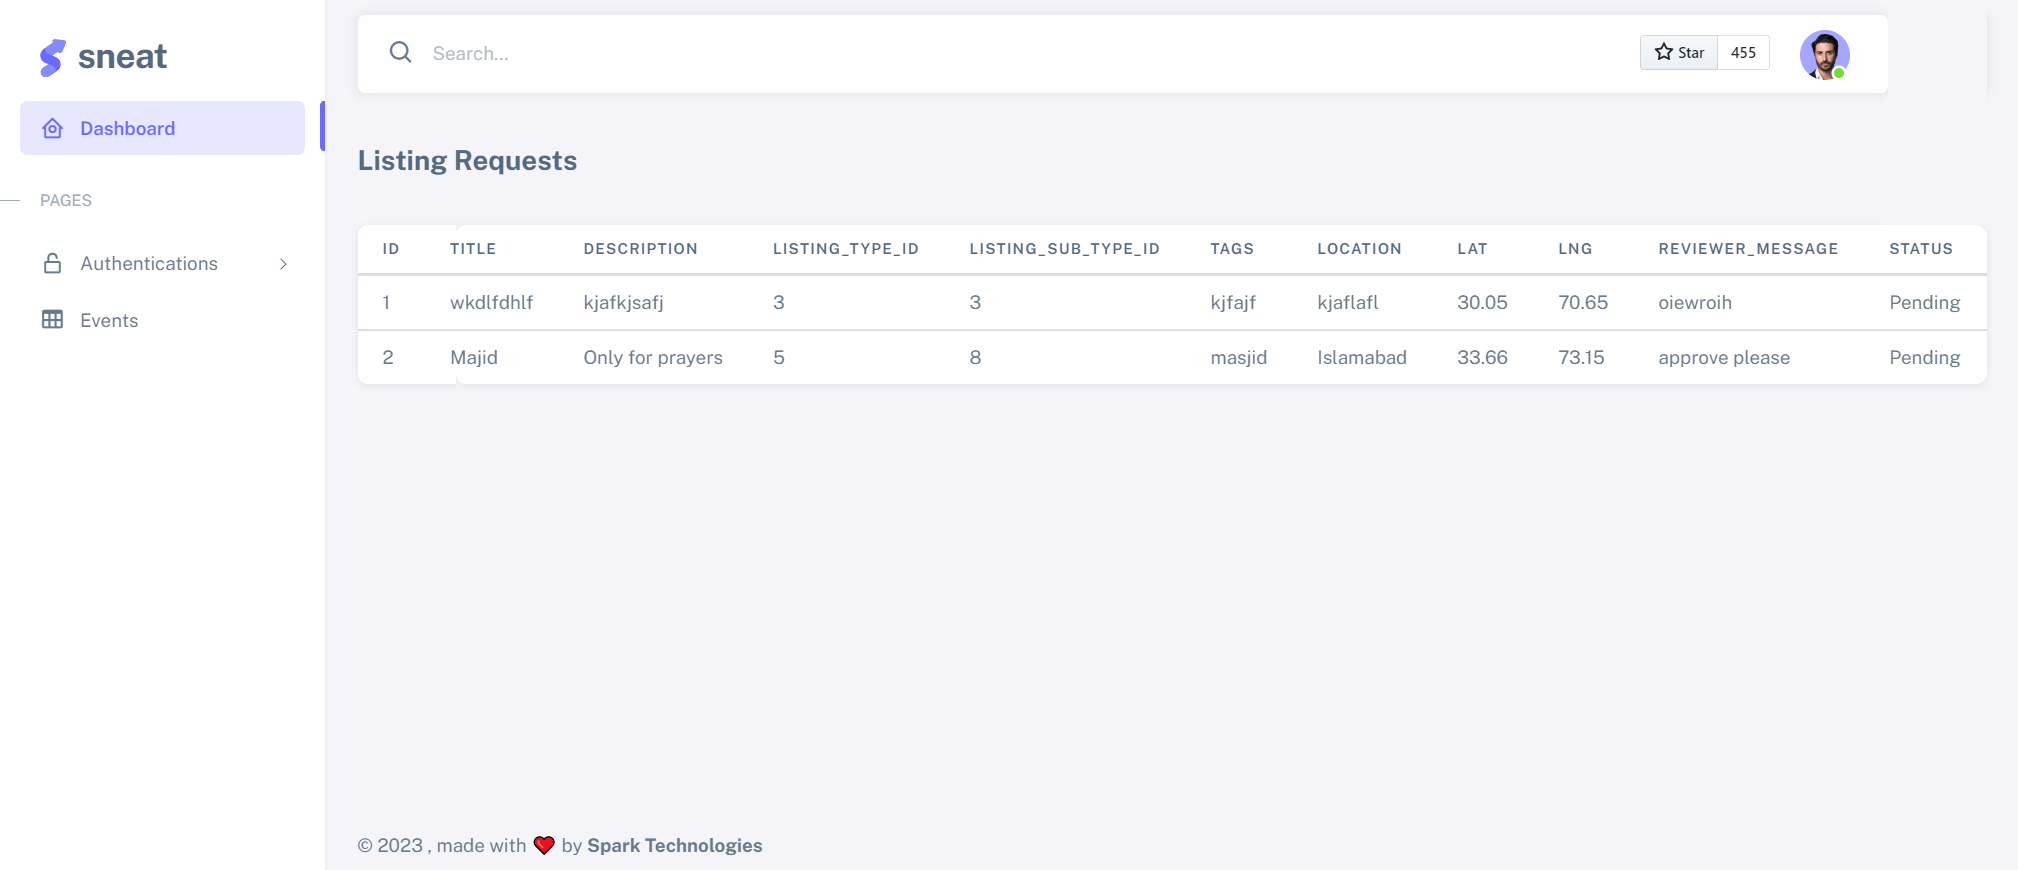 sneat
Dashboard
PAGES
Authentications
Events
Search...
Star 455
Listing Requests
ID TITLE DESCRIPTION LISTING_TYPE_ID LISTING_SUB_TYPE_ID TAGS LOCATION LAT LNG REVIEWER_MESSAGE STATUS
1 wkdlfdhlf kjafkjsafj 3 3 kjfajf kjaflafl 30.05 70.65 oiewroih Pending
2 Majid Only for prayers 5 8 masjid Islamabad 33.66 73.15 approve please Pending
© 2023 , made with ❤️ by Spark Technologies